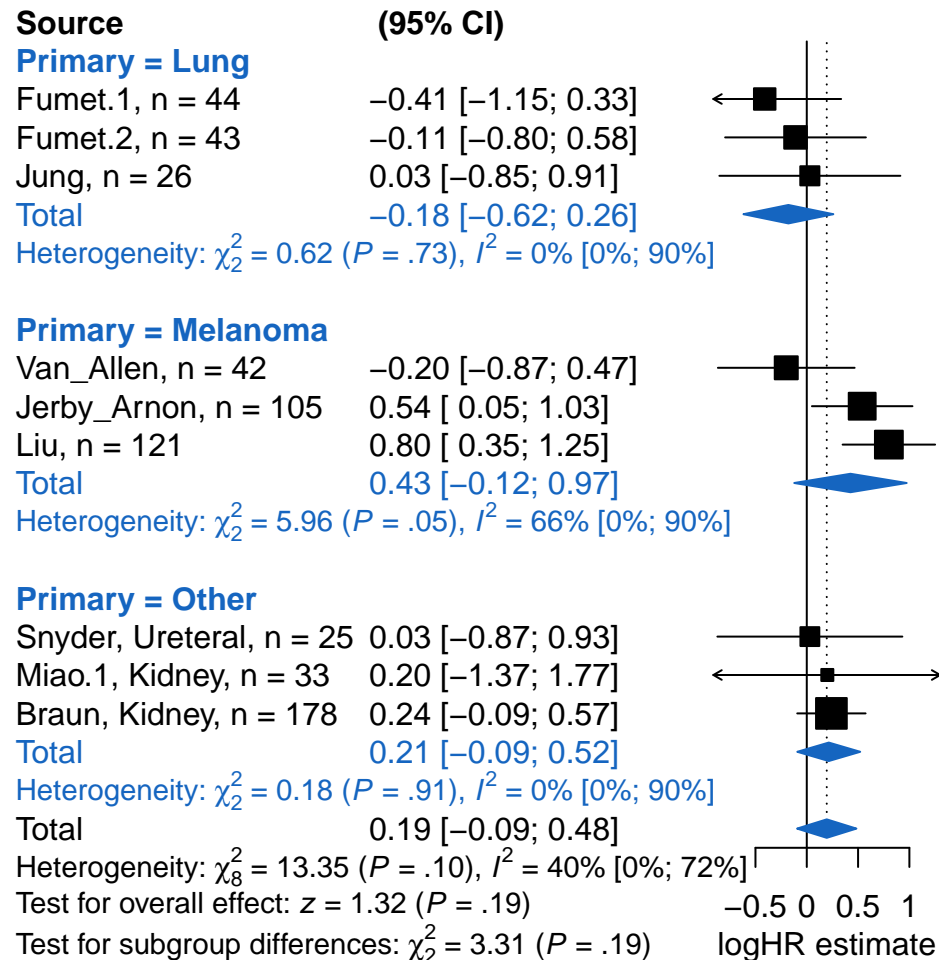 Source (95% CI)
Primary = Lung
Fumet.1, n = 44 −0.41 [−1.15; 0.33]
Fumet.2, n = 43 −0.11 [−0.80; 0.58]
Jung, n = 26 0.03 [−0.85; 0.91]
Total −0.18 [−0.62; 0.26]
Heterogeneity: χ²₂ = 0.62 (P = .73), I² = 0% [0%; 90%]
Primary = Melanoma
Van_Allen, n = 42 −0.20 [−0.87; 0.47]
Jerby_Arnon, n = 105 0.54 [ 0.05; 1.03]
Liu, n = 121 0.80 [ 0.35; 1.25]
Total 0.43 [−0.12; 0.97]
Heterogeneity: χ²₂ = 5.96 (P = .05), I² = 66% [0%; 90%]
Primary = Other
Snyder, Ureteral, n = 25 0.03 [−0.87; 0.93]
Miao.1, Kidney, n = 33 0.20 [−1.37; 1.77]
Braun, Kidney, n = 178 0.24 [−0.09; 0.57]
Total 0.21 [−0.09; 0.52]
Heterogeneity: χ²₂ = 0.18 (P = .91), I² = 0% [0%; 90%]
Total 0.19 [−0.09; 0.48]
Heterogeneity: χ²₈ = 13.35 (P = .10), I² = 40% [0%; 72%]
Test for overall effect: z = 1.32 (P = .19)
−0.5 0 0.5 1
Test for subgroup differences: χ²₂ = 3.31 (P = .19)
logHR estimate